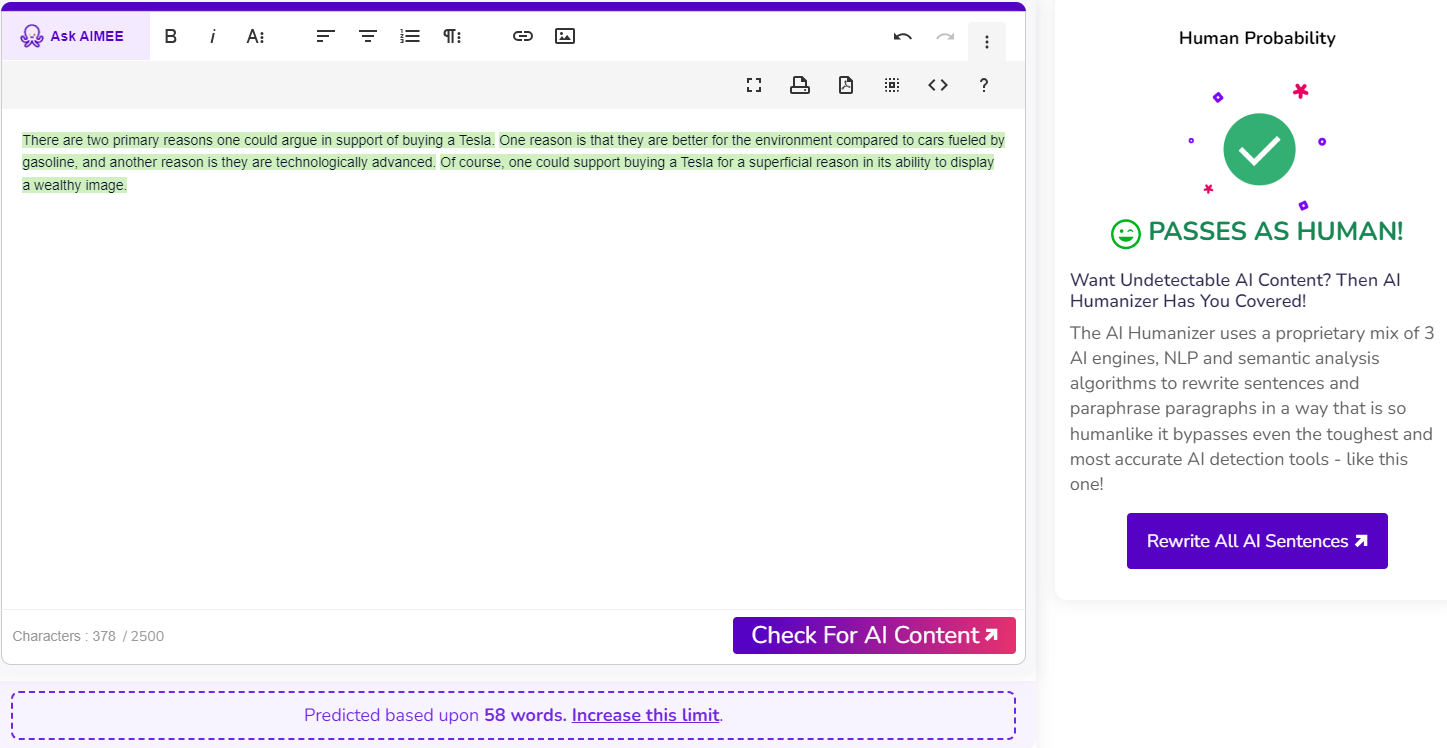 Ask AIMEE
B i A
?
There are two primary reasons one could argue in support of buying a Tesla. One reason is that they are better for the environment compared to cars fueled by
gasoline, and another reason is they are technologically advanced. Of course, one could support buying a Tesla for a superficial reason in its ability to display
a wealthy image.
Characters : 378 / 2500
Check For AI Content
Predicted based upon 58 words. Increase this limit.
Human Probability
PASSES AS HUMAN!
Want Undetectable AI Content? Then AI
Humanizer Has You Covered!
The AI Humanizer uses a proprietary mix of 3
AI engines, NLP and semantic analysis
algorithms to rewrite sentences and
paraphrase paragraphs in a way that is so
humanlike it bypasses even the toughest and
most accurate AI detection tools - like this
one!
Rewrite All AI Sentences